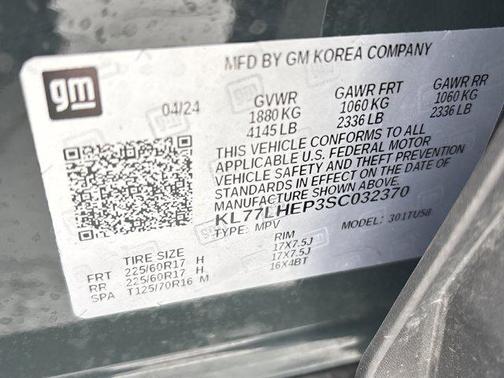 gm
MFD BY GM KOREA COMPANY
04/24 GVWR GAWR FRT GAWR RR
1880 KG 1060 KG 1060 KG
4145 LB 2336 LB 2336 LB
THIS VEHICLE CONFORMS TO ALL
APPLICABLE U.S. FEDERAL MOTOR
VEHICLE SAFETY AND THEFT PREVENTION
STANDARDS IN EFFECT ON THE DATE OF
MANUFACTURE SHOWN ABOVE.
KL77LHEP3SC032370
TYPE: MPV MODEL: 301TU58
TIRE SIZE RIM
FRT 225/60R17 H 17X7.5J
RR 225/60R17 H 17X7.5J
SPA T125/70R16 M 16X4BT